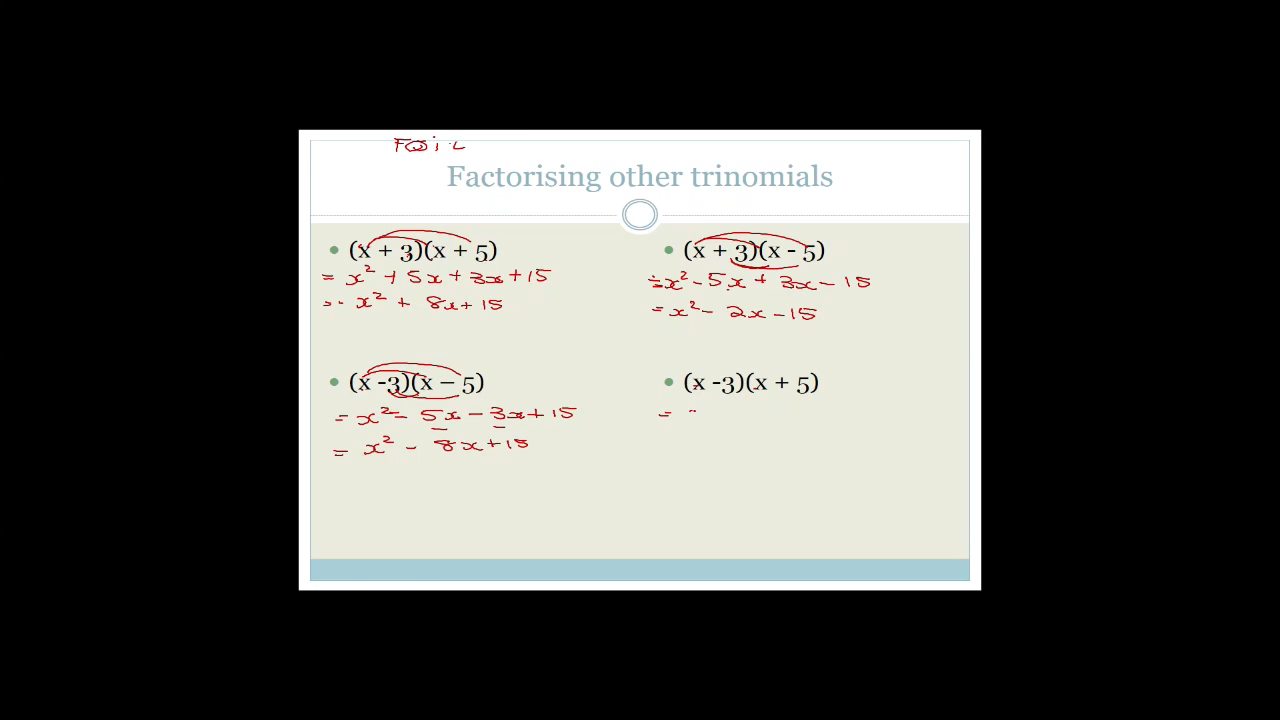 FOiL
Factorising other trinomials
• (x + 3)(x + 5)
= x² + 5x + 3x + 15
= x² + 8x + 15
• (x + 3)(x - 5)
= x² - 5x + 3x - 15
= x² - 2x - 15
• (x -3)(x – 5)
= x² - 5x - 3x + 15
= x² - 8x + 15
• (x -3)(x + 5)
=